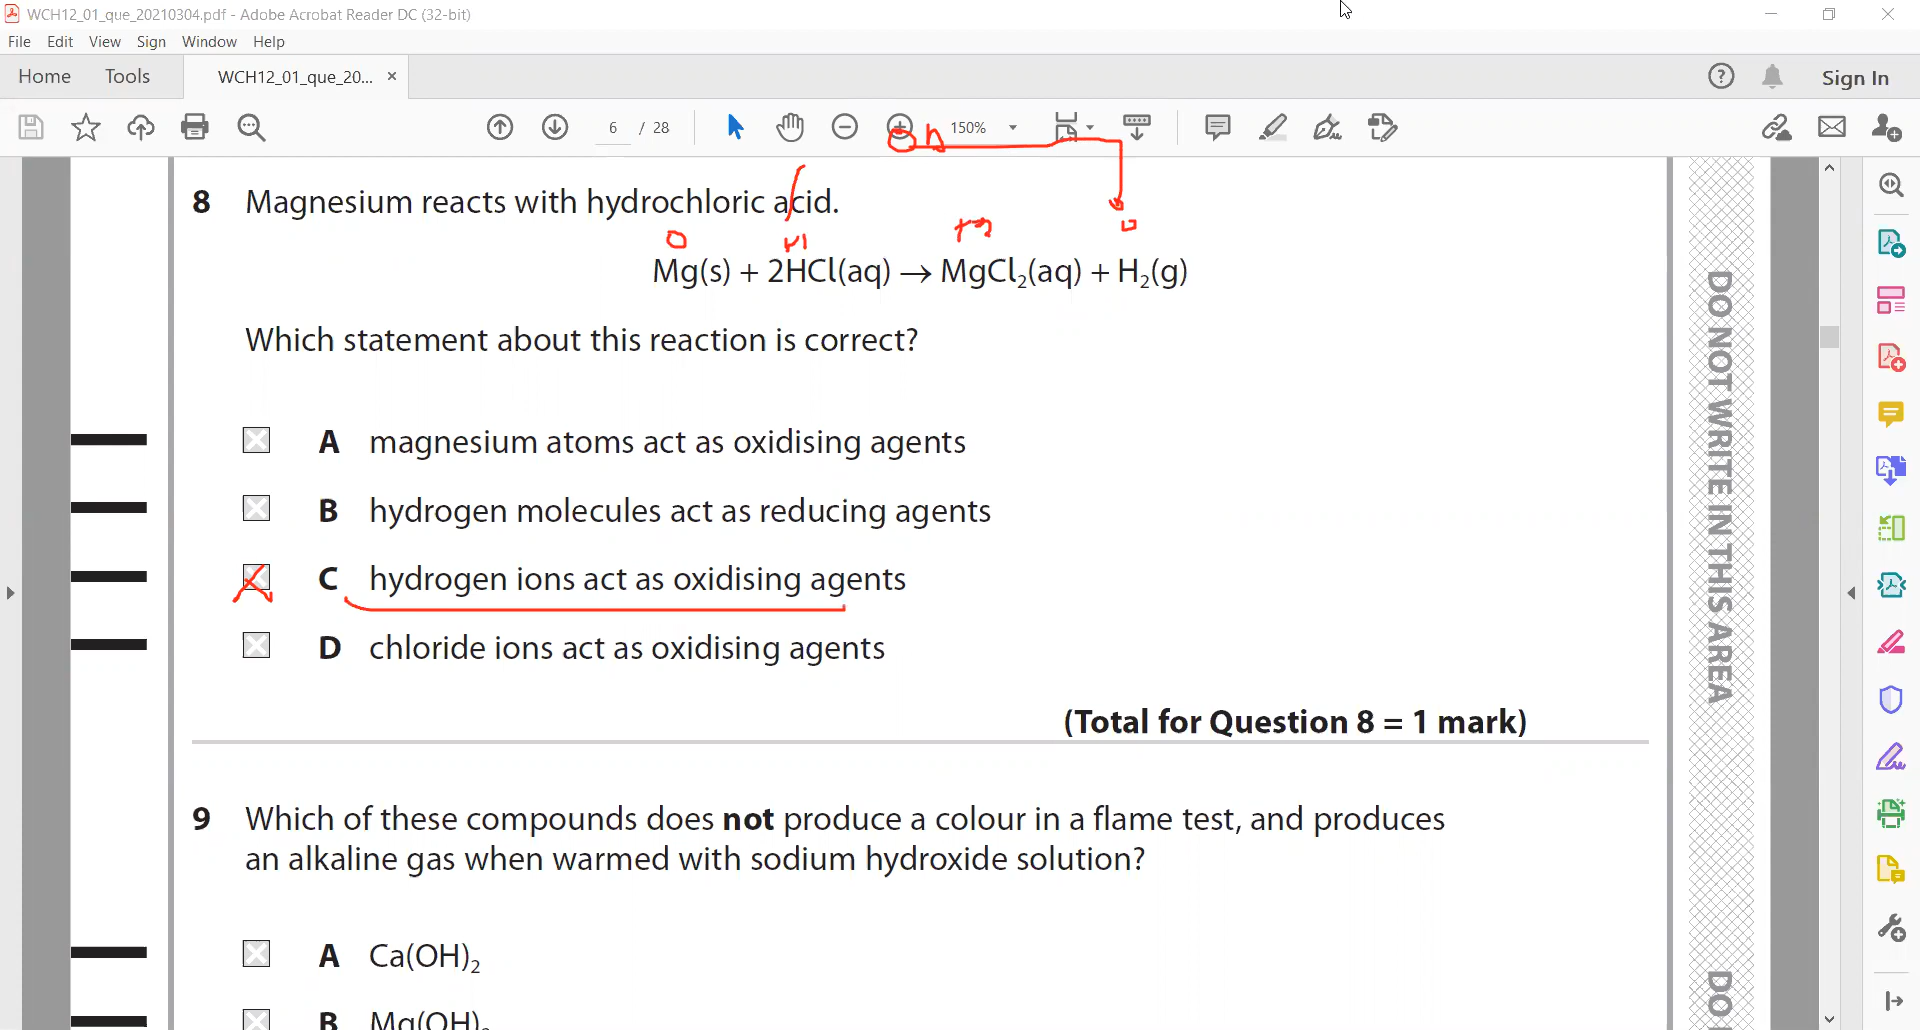 WCH12_01_que_20210304.pdf - Adobe Acrobat Reader DC (32-bit)
File Edit View Sign Window Help
Home Tools WCH12_01_que_20... ×
Sign In
6 / 28 150%
8 Magnesium reacts with hydrochloric acid.
0 +1 +2 0
Mg(s) + 2HCl(aq) → MgCl₂(aq) + H₂(g)
Which statement about this reaction is correct?
A magnesium atoms act as oxidising agents
B hydrogen molecules act as reducing agents
C hydrogen ions act as oxidising agents
D chloride ions act as oxidising agents
(Total for Question 8 = 1 mark)
9 Which of these compounds does not produce a colour in a flame test, and produces
an alkaline gas when warmed with sodium hydroxide solution?
A Ca(OH)₂
B Mg(OH)₂
DO NOT WRITE IN THIS AREA
DO